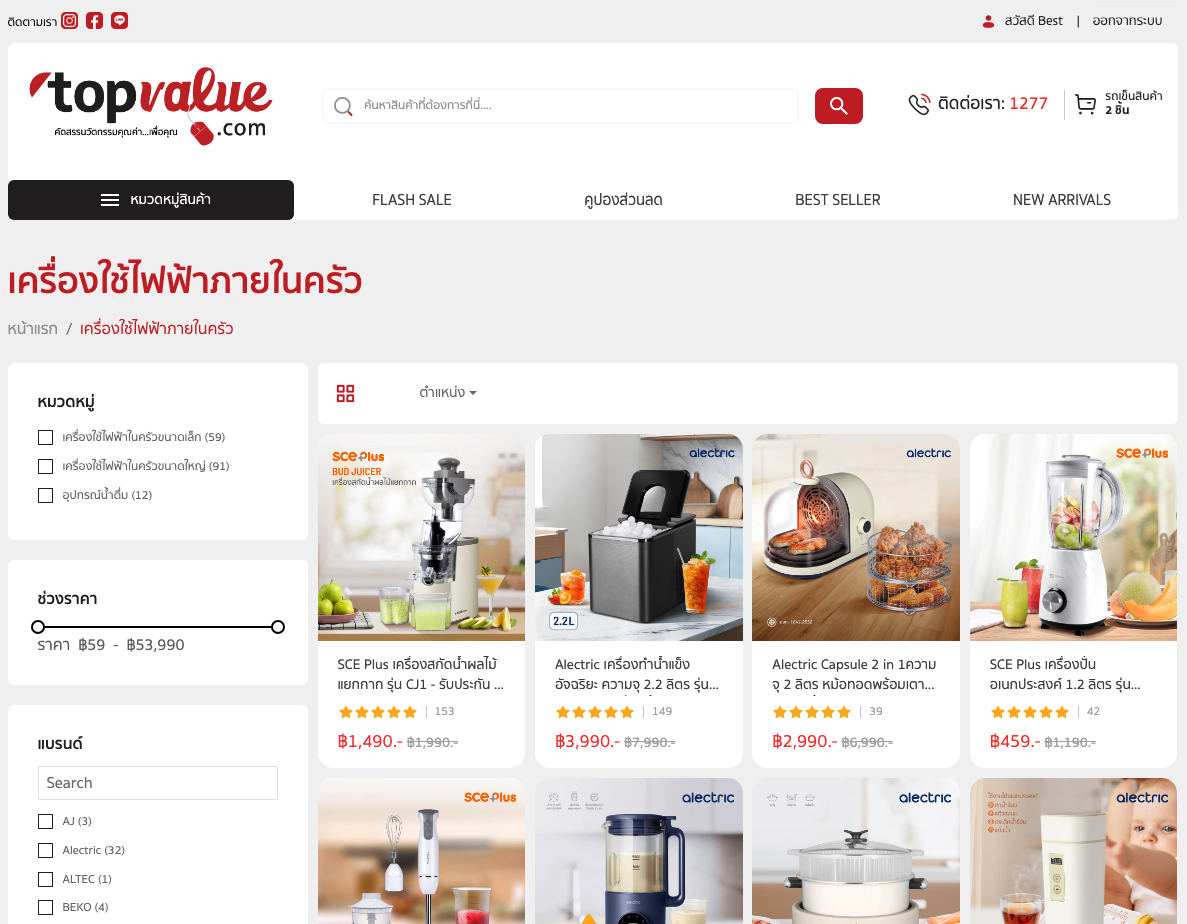 ติดตามเรา
สวัสดี Best | ออกจากระบบ
topvalue
.com
คัดสรรนวัตกรรมคุณค่า...เพื่อคุณ
ค้นหาสินค้าที่ต้องการที่นี่....
ติดต่อเรา: 1277
รถเข็นสินค้า
2 ชิ้น
หมวดหมู่สินค้า
FLASH SALE
คูปองส่วนลด
BEST SELLER
NEW ARRIVALS
เครื่องใช้ไฟฟ้าภายในครัว
หน้าแรก / เครื่องใช้ไฟฟ้าภายในครัว
หมวดหมู่
เครื่องใช้ไฟฟ้าในครัวขนาดเล็ก (59)
เครื่องใช้ไฟฟ้าในครัวขนาดใหญ่ (91)
อุปกรณ์น้ำดื่ม (12)
ช่วงราคา
ราคา ฿59 - ฿53,990
แบรนด์
Search
AJ (3)
Alectric (32)
ALTEC (1)
BEKO (4)
ตำแหน่ง
SCE Plus
BUD JUICER
เครื่องสกัดน้ำผลไม้แยกกาก
SCE Plus เครื่องสกัดน้ำผลไม้
แยกกาก รุ่น CJ1 - รับประกัน ...
153
฿1,490.- ฿1,990.-
alectric
2.2L
Alectric เครื่องทำน้ำแข็ง
อัจฉริยะ ความจุ 2.2 ลิตร รุ่น...
149
฿3,990.- ฿7,990.-
alectric
Alectric Capsule 2 in 1ความ
จุ 2 ลิตร หม้อทอดพร้อมเตา...
39
฿2,990.- ฿6,990.-
SCE Plus
SCE Plus เครื่องปั่น
อเนกประสงค์ 1.2 ลิตร รุ่น...
42
฿459.- ฿1,190.-
SCE Plus
alectric
alectric
alectric